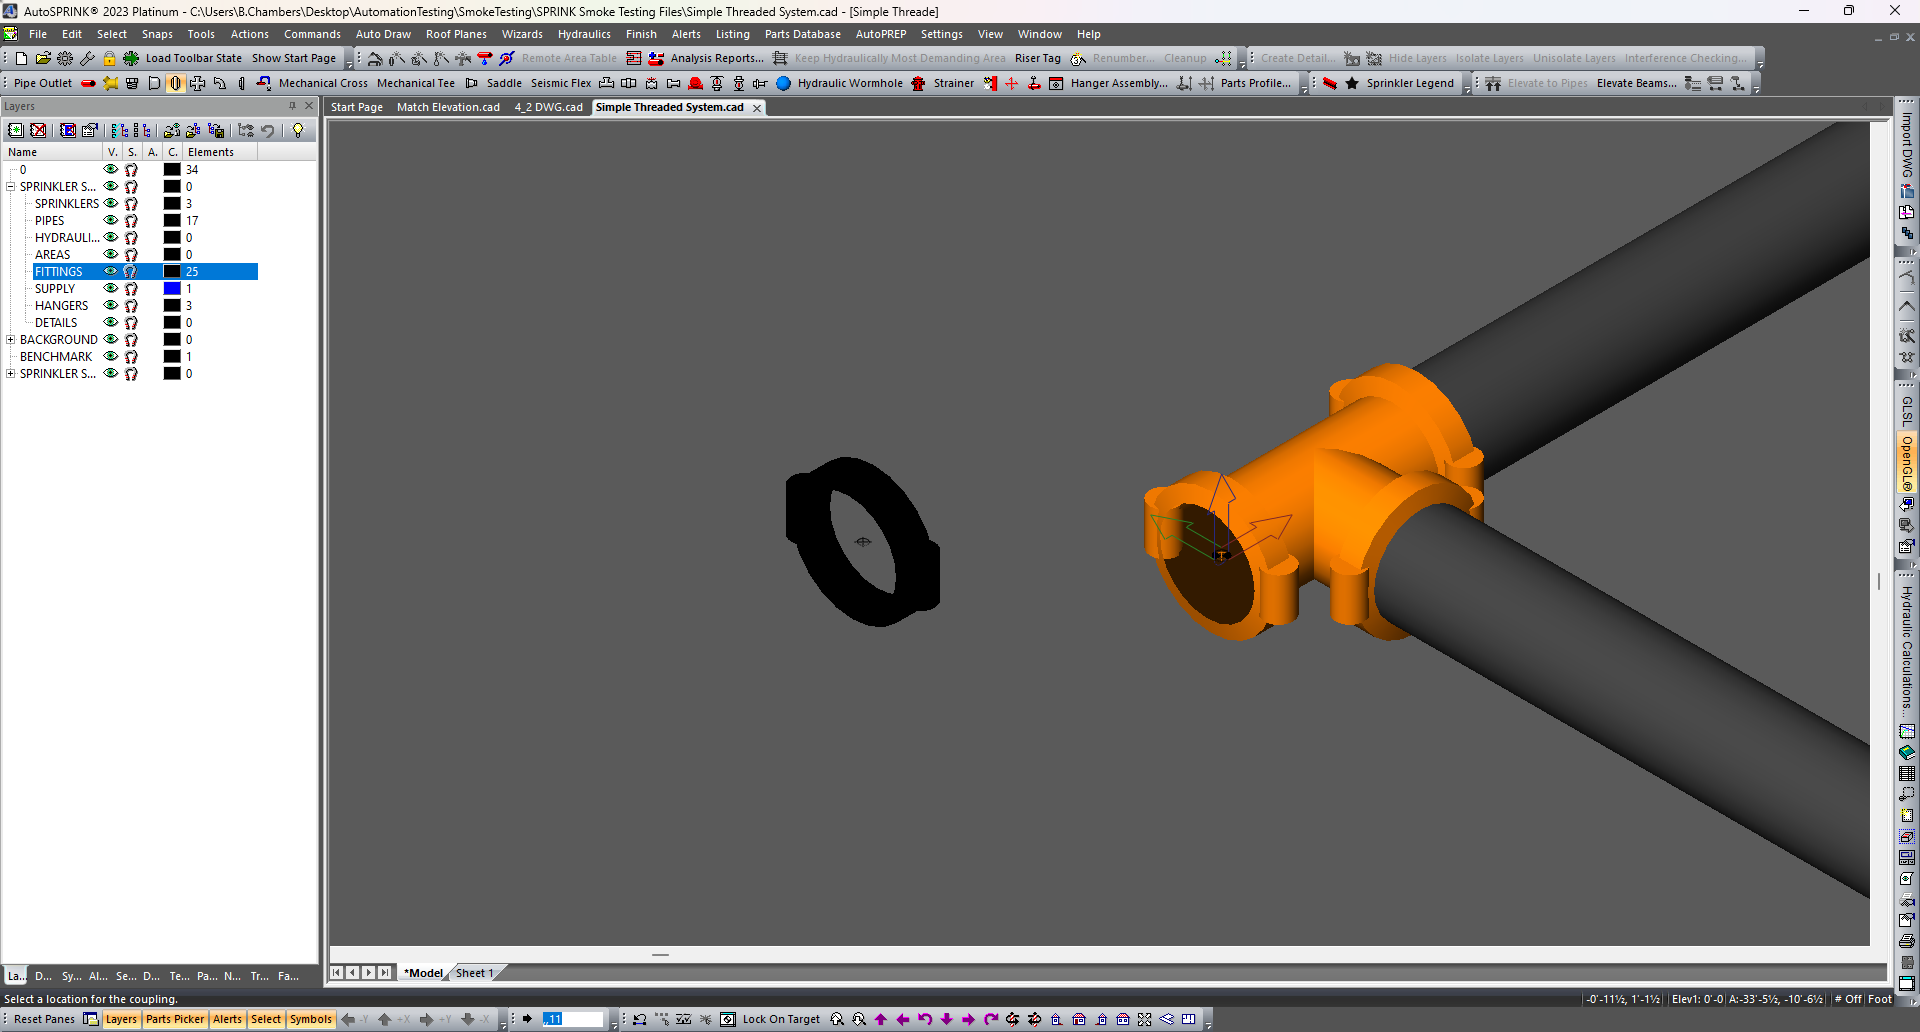 AutoSPRINK® 2023 Platinum - C:\Users\B.Chambers\Desktop\AutomationTesting\SmokeTesting\SPRINK Smoke Testing Files\Simple Threaded System.cad - [Simple Threade]
File Edit Select Snaps Tools Actions Commands Auto Draw Roof Planes Wizards Hydraulics Finish Alerts Listing Parts Database AutoPREP Settings View Window Help
Load Toolbar State Show Start Page Remote Area Table Analysis Reports... Keep Hydraulically Most Demanding Area Riser Tag Renumber... Cleanup Create Detail... Hide Layers Isolate Layers Unisolate Layers Interference Checking...
Pipe Outlet Mechanical Cross Mechanical Tee Saddle Seismic Flex Hydraulic Wormhole Strainer Hanger Assembly... Parts Profile... Sprinkler Legend Elevate to Pipes Elevate Beams...
Layers
Start Page Match Elevation.cad 4_2 DWG.cad Simple Threaded System.cad
Name V. S. A. C. Elements
0 34
SPRINKLER S... 0
SPRINKLERS 3
PIPES 17
HYDRAULI... 0
AREAS 0
FITTINGS 25
SUPPLY 1
HANGERS 3
DETAILS 0
BACKGROUND 0
BENCHMARK 1
SPRINKLER S... 0
Import DWG
GLSL
OpenGL®
Hydraulic Calculations...
La... D... Sy... Al... Se... D... Te... Pa... N... Tr... Fa...
*Model Sheet 1
Select a location for the coupling.
-0'-11½, 1'-1½ Elev1: 0'-0 A:-33'-5½, -10'-6½ # Off Foot
Reset Panes Layers Parts Picker Alerts Select Symbols -Y +X +Y -X ,,11 Lock On Target